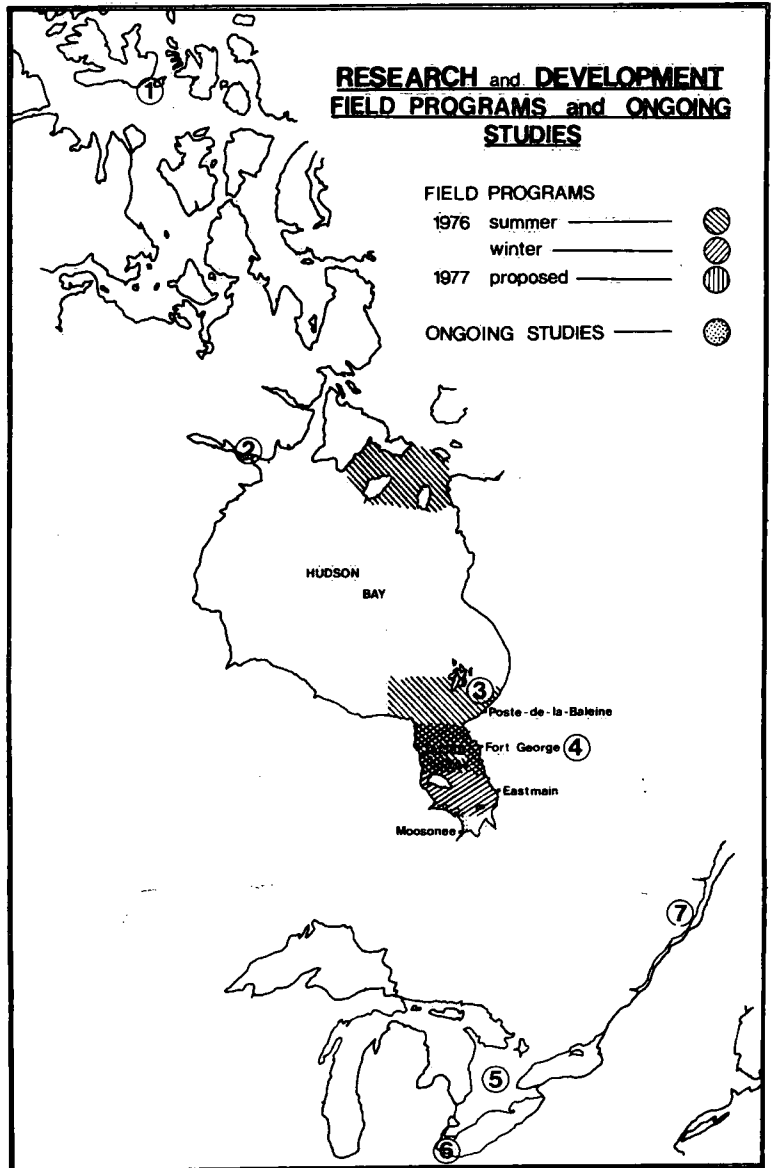 RESEARCH and DEVELOPMENT
FIELD PROGRAMS and ONGOING
STUDIES
FIELD PROGRAMS
1976 summer
winter
1977 proposed
ONGOING STUDIES
1
2
HUDSON
BAY
3
Poste-de-la-Baleine
Fort George 4
Eastmain
Moosonee
7
5
6